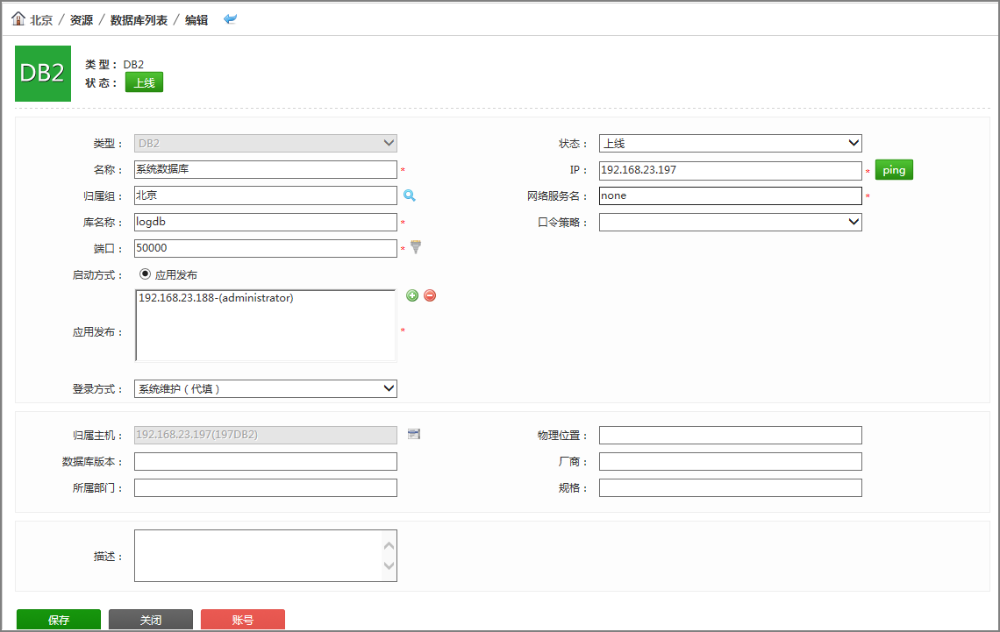 北京 / 资源 / 数据库列表 / 编辑
DB2
类 型： DB2
状 态： 上线
类型： DB2 状态： 上线
名称： 系统数据库 * IP： 192.168.23.197 * ping
归属组： 北京 网络服务名： none *
库名称： logdb * 口令策略：
端口： 50000 *
启动方式： 应用发布
192.168.23.188-(administrator)
应用发布： *
登录方式： 系统维护（代填）
归属主机： 192.168.23.197(197DB2) 物理位置：
数据库版本： 厂商：
所属部门： 规格：
描述：
保存 关闭 账号